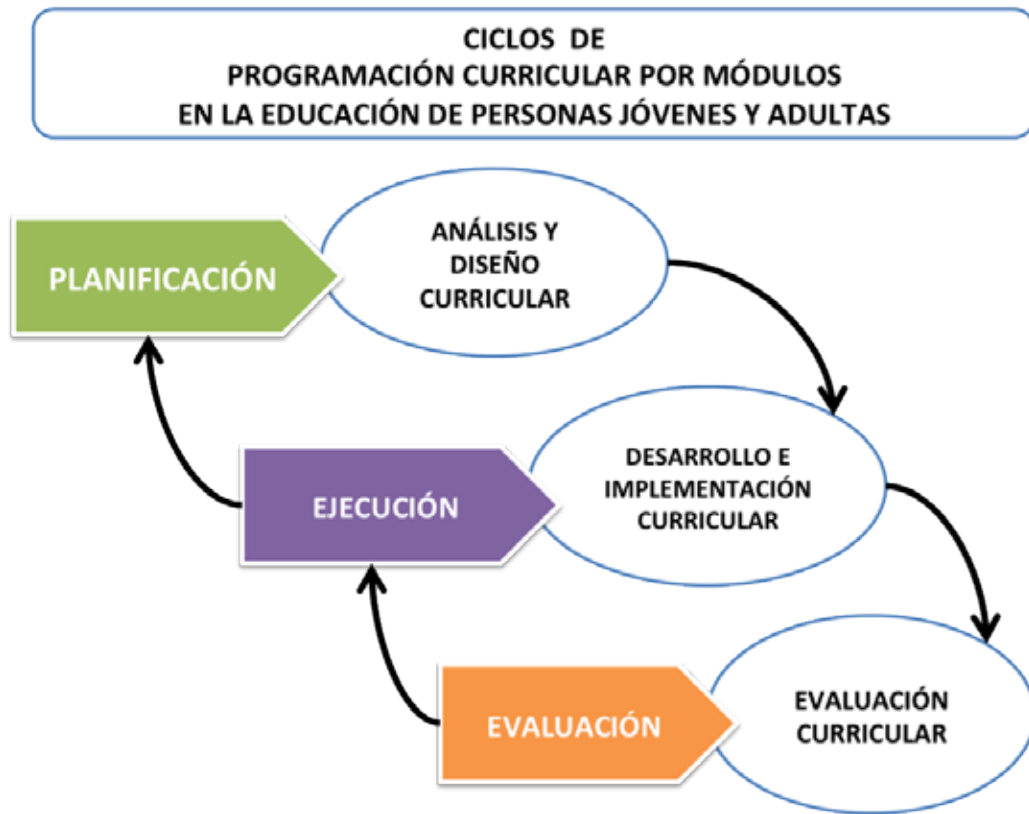 CICLOS DE
PROGRAMACIÓN CURRICULAR POR MÓDULOS
EN LA EDUCACIÓN DE PERSONAS JÓVENES Y ADULTAS
PLANIFICACIÓN
ANÁLISIS Y
DISEÑO
CURRICULAR
EJECUCIÓN
DESARROLLO E
IMPLEMENTACIÓN
CURRICULAR
EVALUACIÓN
EVALUACIÓN
CURRICULAR